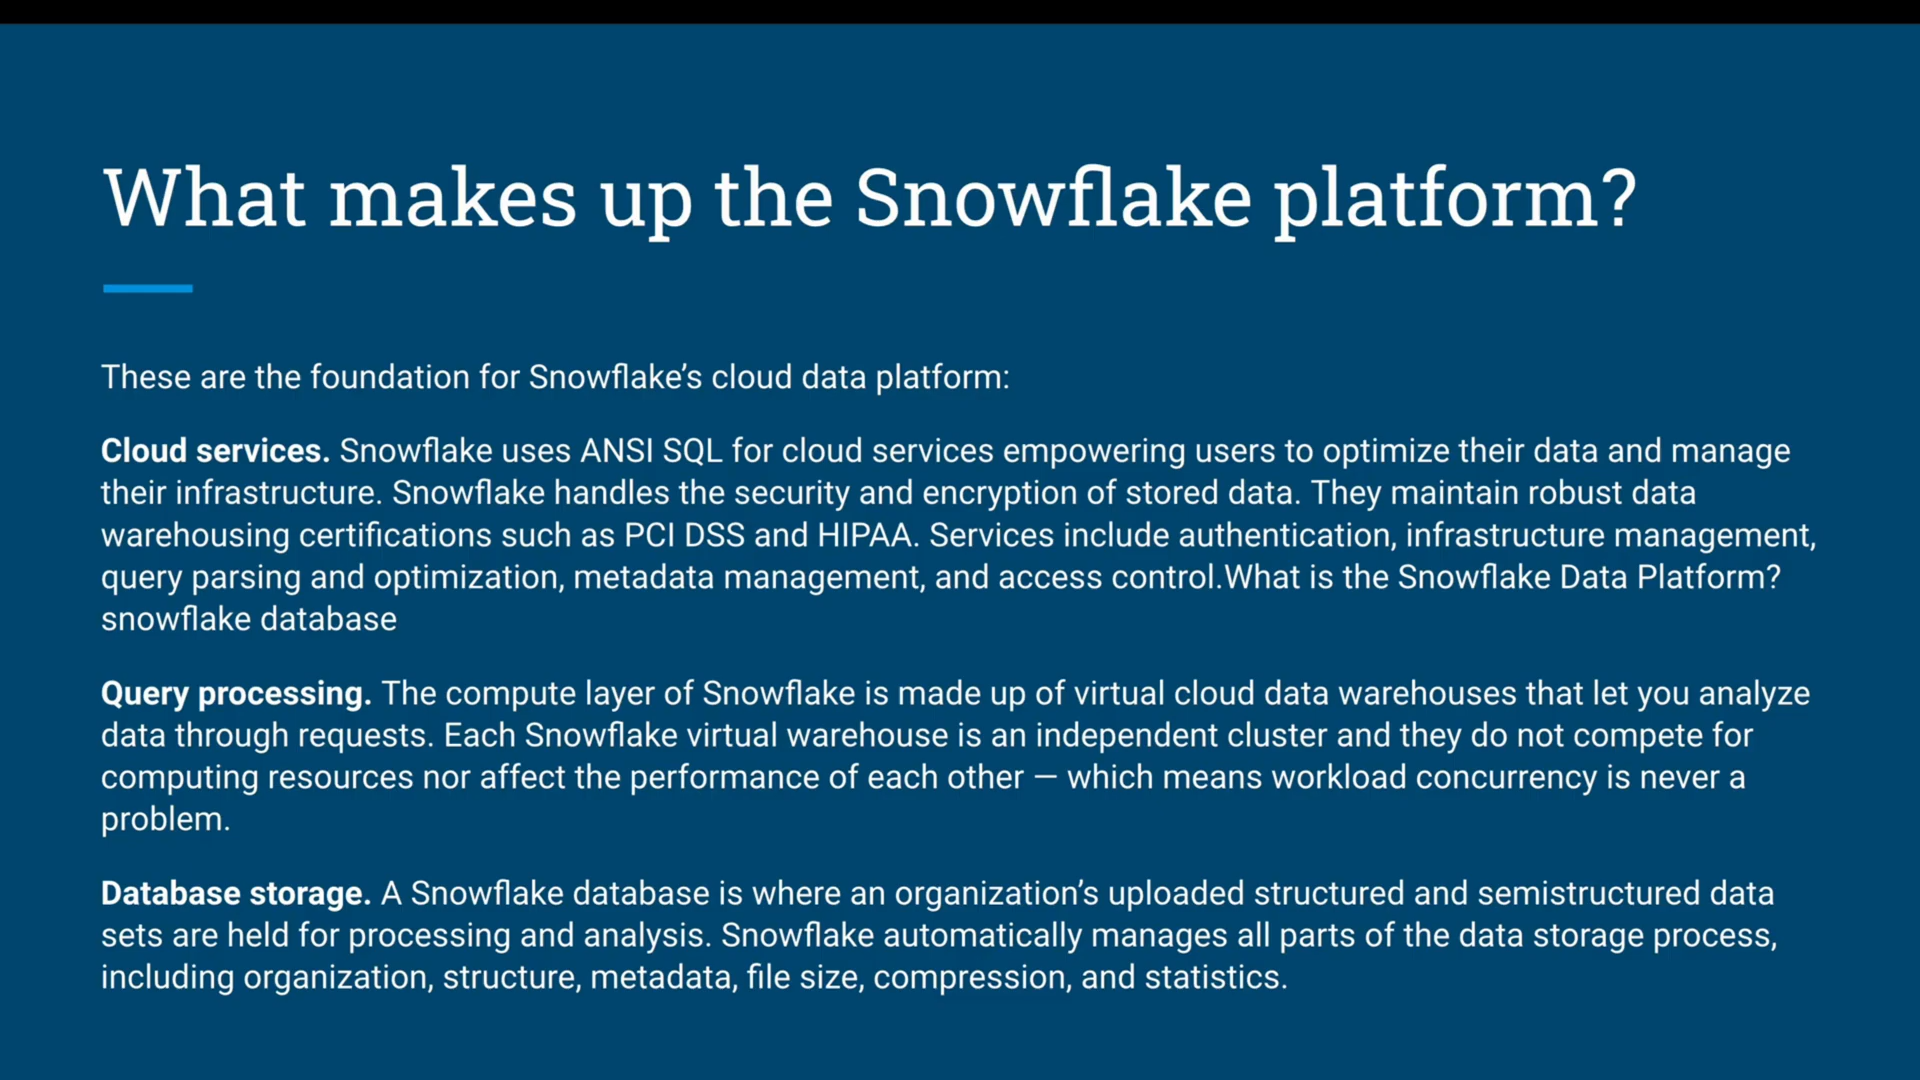 What makes up the Snowflake platform?
These are the foundation for Snowflake’s cloud data platform:
Cloud services. Snowflake uses ANSI SQL for cloud services empowering users to optimize their data and manage
their infrastructure. Snowflake handles the security and encryption of stored data. They maintain robust data
warehousing certifications such as PCI DSS and HIPAA. Services include authentication, infrastructure management,
query parsing and optimization, metadata management, and access control.What is the Snowflake Data Platform?
snowflake database
Query processing. The compute layer of Snowflake is made up of virtual cloud data warehouses that let you analyze
data through requests. Each Snowflake virtual warehouse is an independent cluster and they do not compete for
computing resources nor affect the performance of each other — which means workload concurrency is never a
problem.
Database storage. A Snowflake database is where an organization’s uploaded structured and semistructured data
sets are held for processing and analysis. Snowflake automatically manages all parts of the data storage process,
including organization, structure, metadata, file size, compression, and statistics.